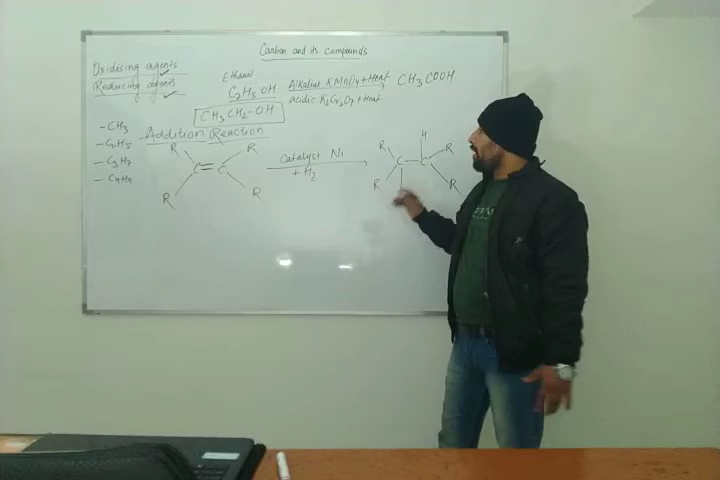 Carbon and its compounds
Oxidising agents
Reducing agents
Ethanol
C2H5OH
Alkaline KMnO4 + Heat
acidic K2Cr2O7 + Heat
CH3COOH
CH3CH2-OH
-CH3
-C2H5
-C3H7
-C4H9
Addition Reaction
R R
C=C
R R
Catalyst Ni
+ H2
H
R R
C-C
R R